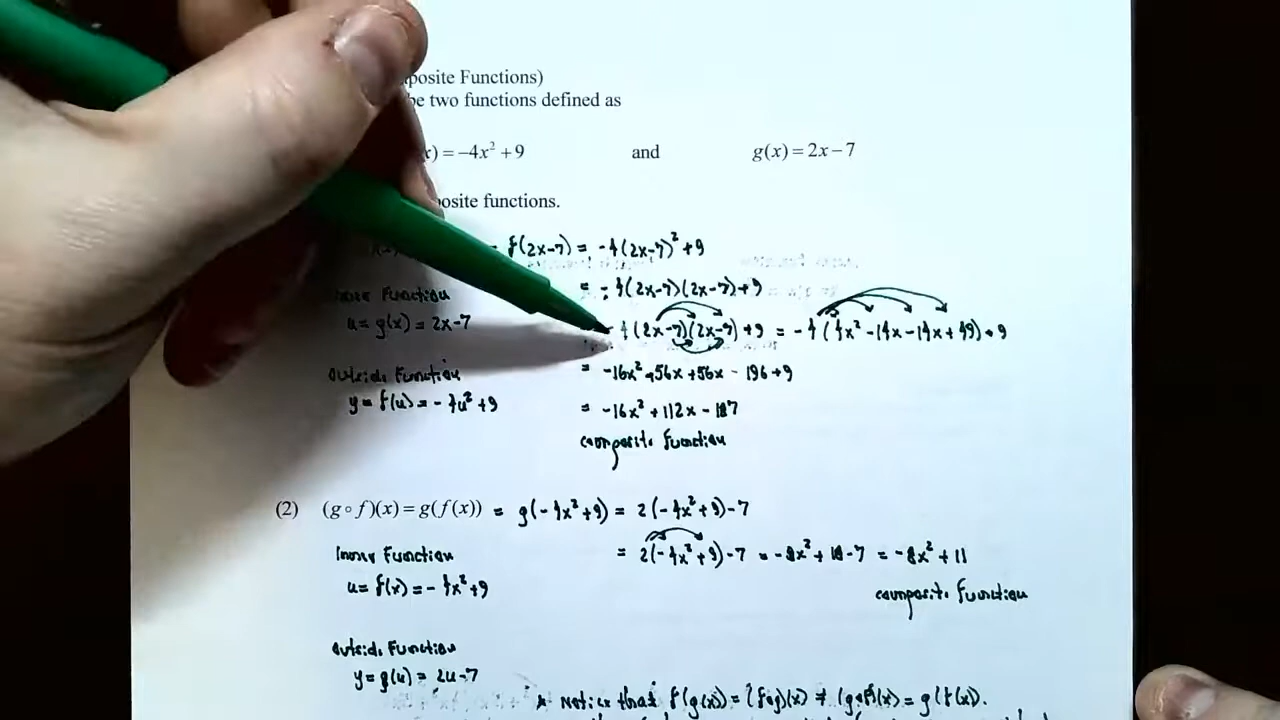 posite Functions)
be two functions defined as
x) = −4x² + 9 and g(x) = 2x − 7
posite functions.
= f(2x-7) = -4(2x-7)² + 9
= -4(2x-7)(2x-7)+9
Inner Function
u = g(x) = 2x-7
-4(2x-7)(2x-7)+9 = -4(4x² -14x -14x + 49) + 9
outside Function
= -16x² +56x +56x - 196 +9
y = f(u) = -4u² +9
= -16x² + 112x - 187
composite function
(2) (g∘f)(x) = g(f(x)) = g(-4x² +9) = 2(-4x² +9)-7
Inner Function
= 2(-4x² +9)-7 = -8x² + 18 -7 = -8x² + 11
u = f(x) = -4x² +9
composite function
outside Function
y = g(u) = 2u-7
* Notice that f(g(x)) = (f∘g)(x) ≠ (g∘f)(x) = g(f(x)).